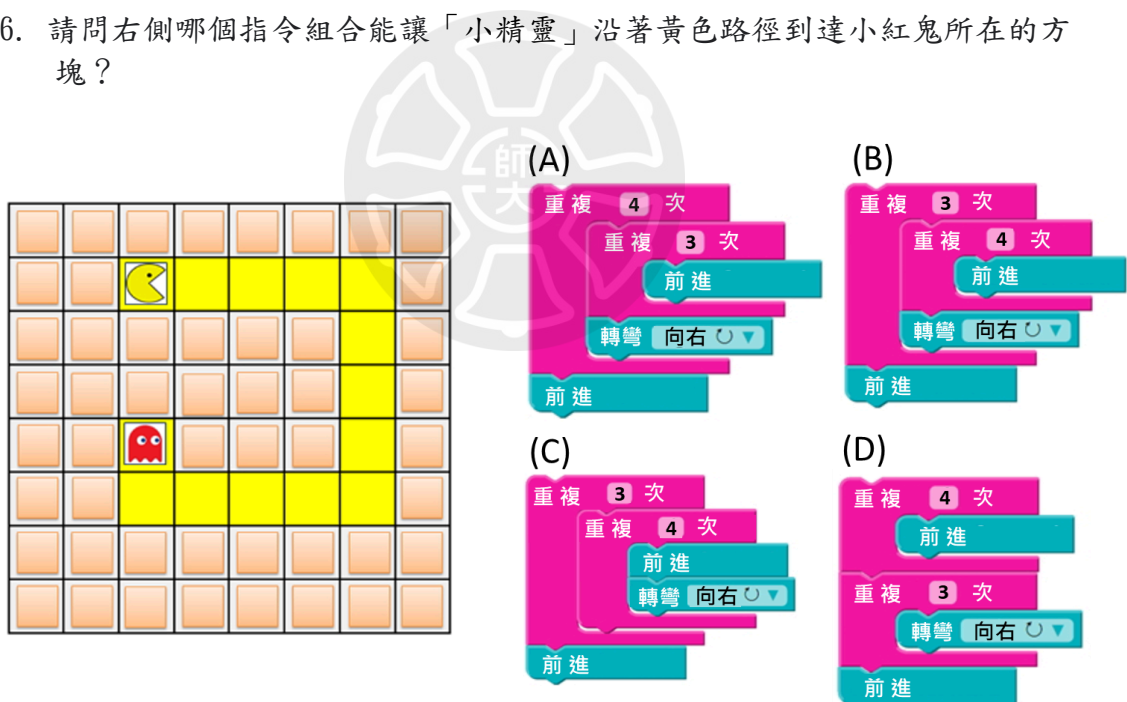 6. 請問右側哪個指令組合能讓「小精靈」沿著黃色路徑到達小紅鬼所在的方
塊？
師大
(A)
重複 4 次
重複 3 次
前進
轉彎 向右
前進
(B)
重複 3 次
重複 4 次
前進
轉彎 向右
前進
(C)
重複 3 次
重複 4 次
前進
轉彎 向右
前進
(D)
重複 4 次
前進
重複 3 次
轉彎 向右
前進